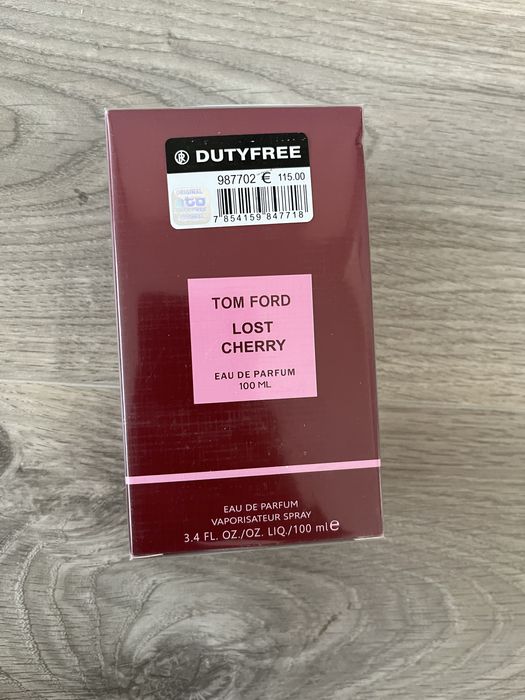 DUTYFREE
987702 € 115.00
ORIGINAL
7 854159 847718
TOM FORD
LOST
CHERRY
EAU DE PARFUM
100 ML
EAU DE PARFUM
VAPORISATEUR SPRAY
3.4 FL. OZ./OZ. LIQ./100 ml e